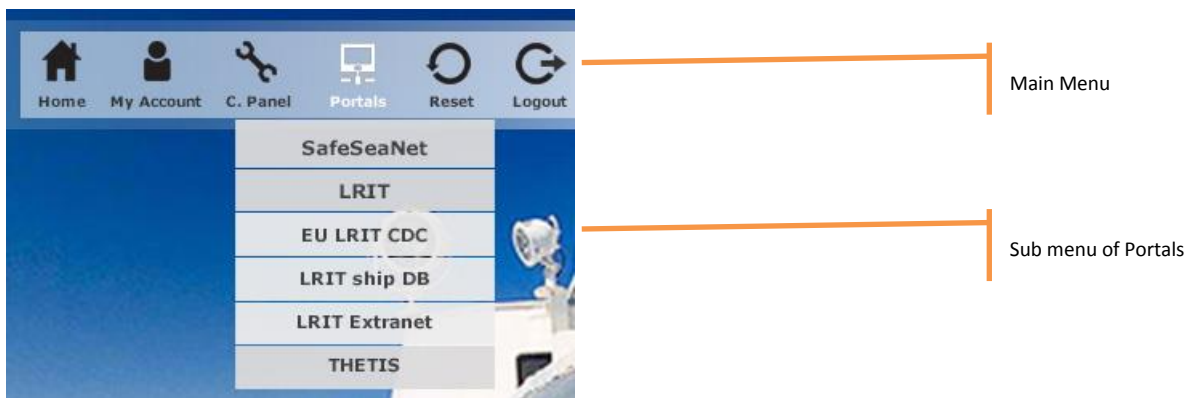 Home My Account C. Panel Portals Reset Logout
Main Menu
SafeSeaNet
LRIT
EU LRIT CDC
Sub menu of Portals
LRIT ship DB
LRIT Extranet
THETIS